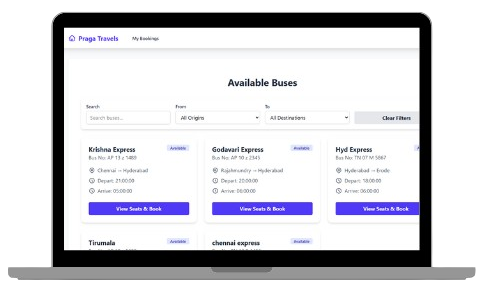 Praga Travels My Bookings
Available Buses
Search From To
Search buses... All Origins All Destinations Clear Filters
Krishna Express Available Godavari Express Available Hyd Express
Bus No: AP 13 z 1483 Bus No: AP 10 z 2341 Bus No: TN 07 M 5867
Chennai → Hyderabad Rajahmundry → Hyderabad Hyderabad → Erode
Depart: 21:00:00 Depart: 20:00:00 Depart: 18:00:00
Arrive: 05:00:00 Arrive: 06:00:00 Arrive: 06:00:00
View Seats & Book View Seats & Book View Seats & Book
Tirumala Available chennai express Available